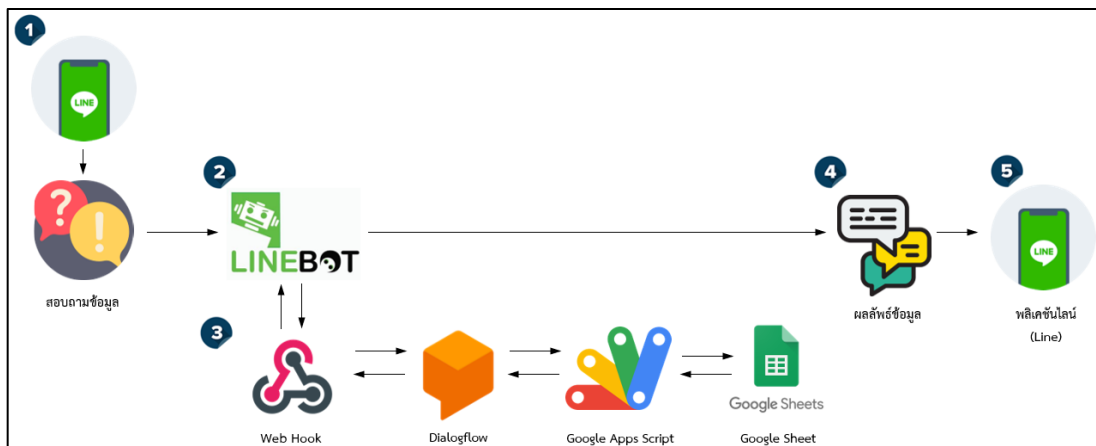 1
LINE
สอบถามข้อมูล
2
LINEBOT
3
Web Hook
Dialogflow
Google Apps Script
Google Sheets
Google Sheet
4
ผลลัพธ์ข้อมูล
5
LINE
พลิเคชันไลน์
(Line)